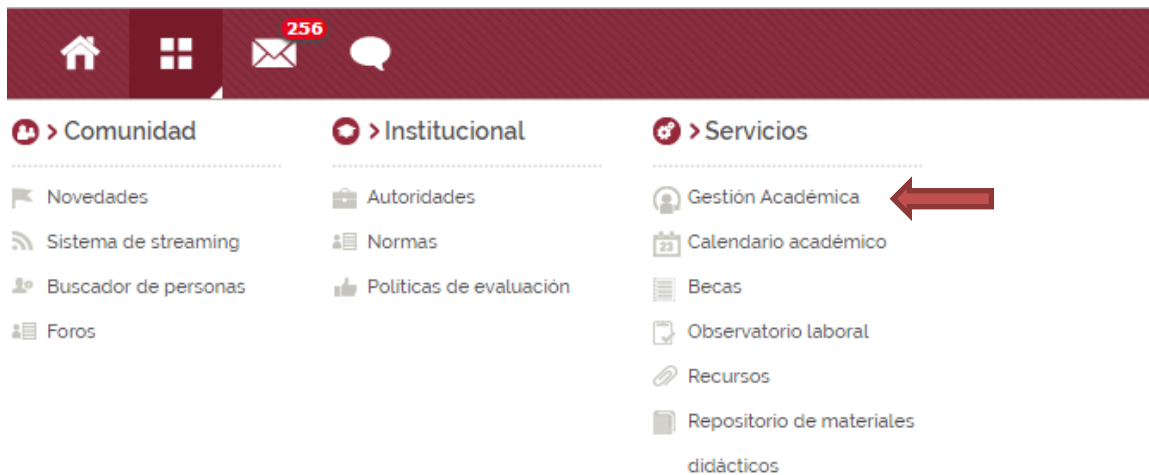 256
> Comunidad
Novedades
Sistema de streaming
Buscador de personas
Foros
> Institucional
Autoridades
Normas
Políticas de evaluación
> Servicios
Gestión Académica
23
Calendario académico
Becas
Observatorio laboral
Recursos
Repositorio de materiales
didácticos